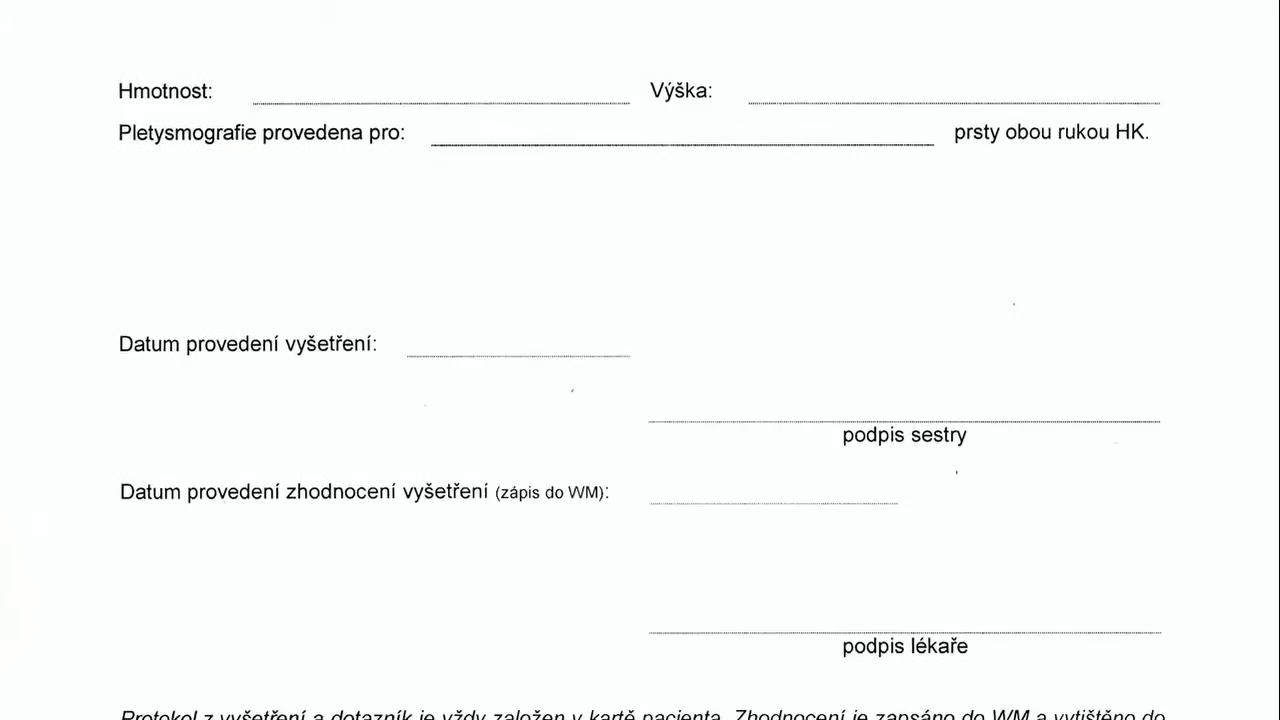 Hmotnost: Výška:
Pletysmografie provedena pro: prsty obou rukou HK.
Datum provedení vyšetření:
podpis sestry
Datum provedení zhodnocení vyšetření (zápis do WM):
podpis lékaře
Protokol z vyšetření a dotazník je vždy založen v kartě pacienta. Zhodnocení je zapsáno do WM a vytištěno do